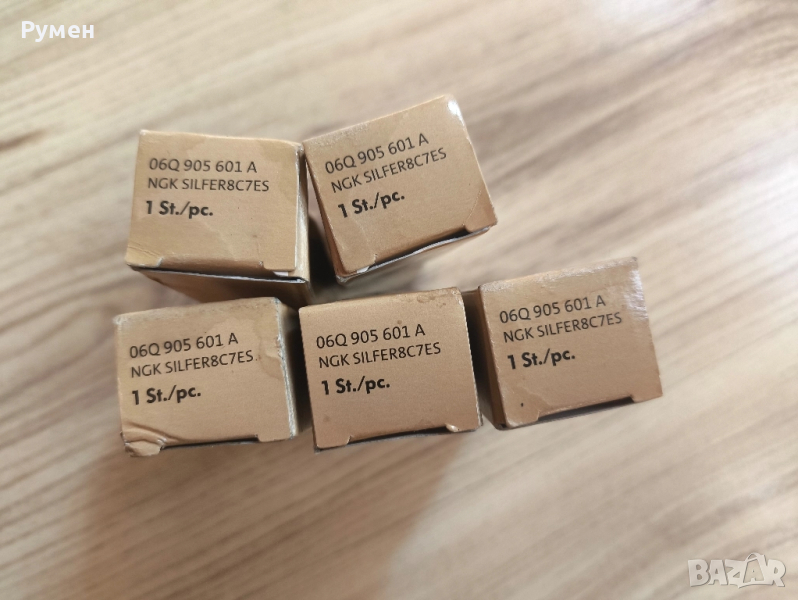 Румен
06Q 905 601 A
NGK SILFER8C7ES
1 St./pc.
06Q 905 601 A
NGK SILFER8C7ES
1 St./pc.
06Q 905 601 A
NGK SILFER8C7ES
1 St./pc.
06Q 905 601 A
NGK SILFER8C7ES
1 St./pc.
06Q 905 601 A
NGK SILFER8C7ES
1 St./pc.
BAZAR